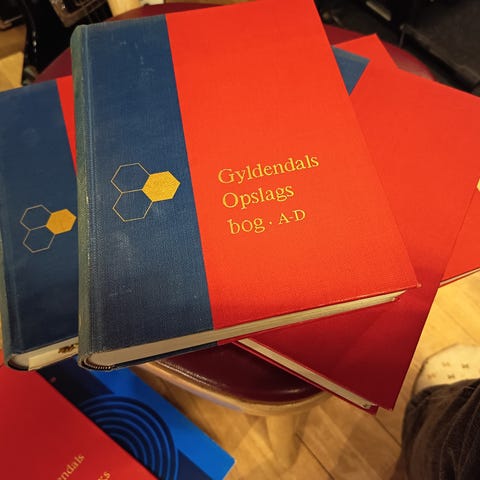 Gyldendals
Opslags
bog · A-D